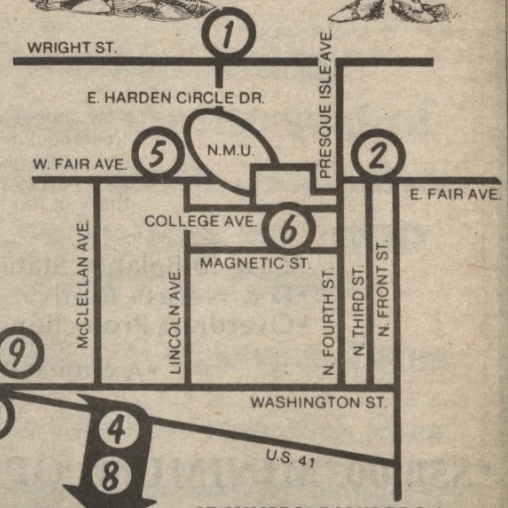 1
WRIGHT ST.
PRESQUE ISLE AVE.
E. HARDEN CIRCLE DR.
N.M.U.
5
2
W. FAIR AVE.
E. FAIR AVE.
COLLEGE AVE.
6
MAGNETIC ST.
McCLELLAN AVE.
LINCOLN AVE.
N. FOURTH ST.
N. THIRD ST.
N. FRONT ST.
9
WASHINGTON ST.
4
8
U.S. 41